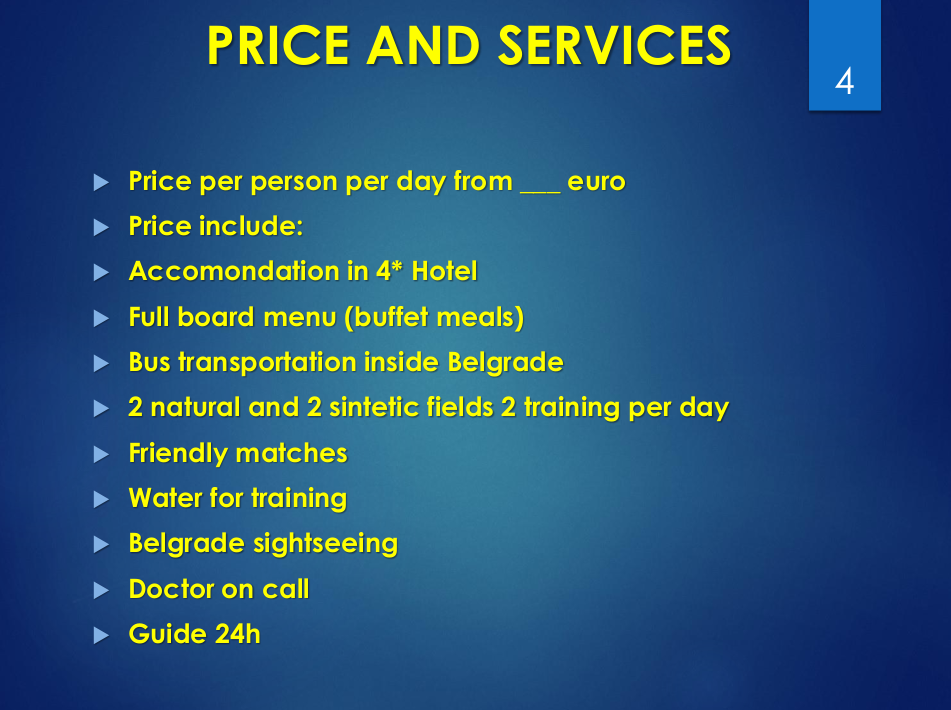 PRICE AND SERVICES
4
Price per person per day from ___ euro
Price include:
Accomondation in 4* Hotel
Full board menu (buffet meals)
Bus transportation inside Belgrade
2 natural and 2 sintetic fields 2 training per day
Friendly matches
Water for training
Belgrade sightseeing
Doctor on call
Guide 24h